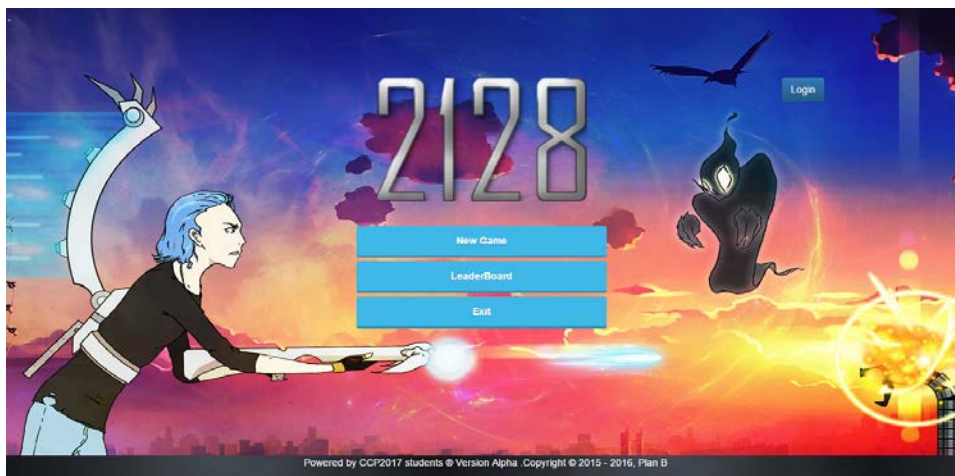 2128
Login
New Game
LeaderBoard
Exit
Powered by CCP2017 students ® Version Alpha .Copyright © 2015 - 2016, Plan B